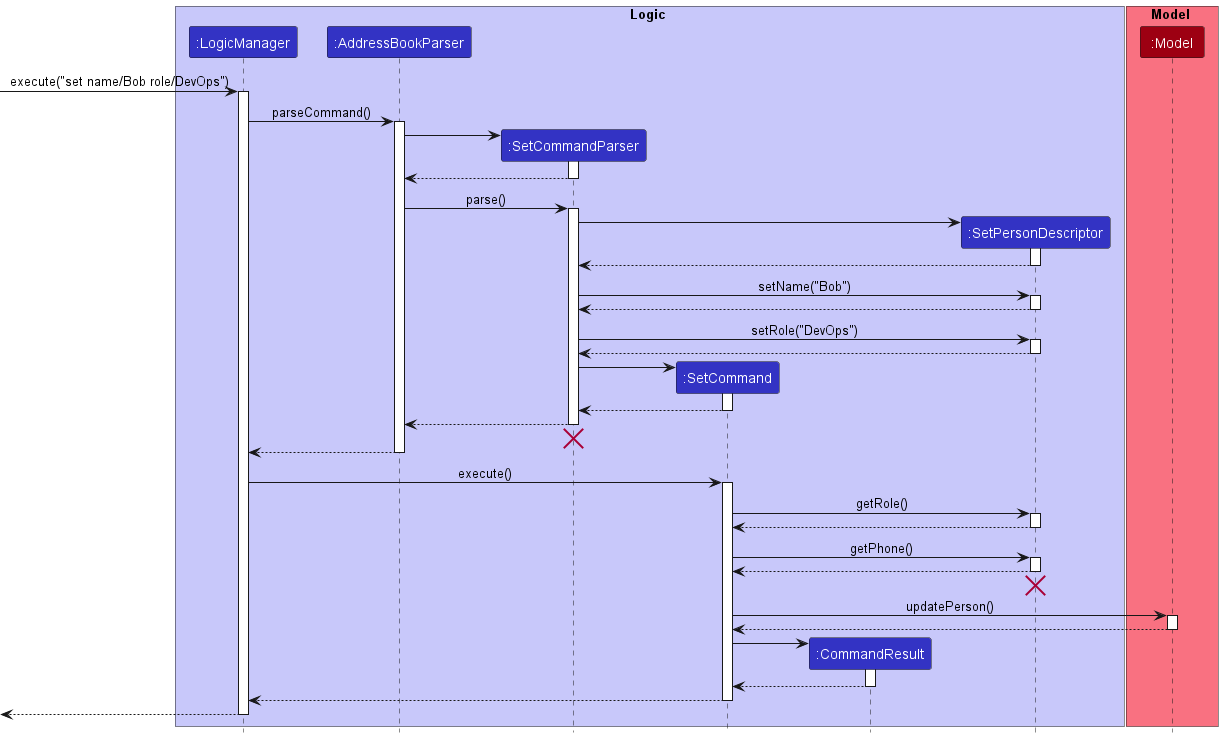 Logic
Model
:LogicManager
:AddressBookParser
:Model
execute("set name/Bob role/DevOps")
parseCommand()
:SetCommandParser
parse()
:SetPersonDescriptor
setName("Bob")
setRole("DevOps")
:SetCommand
execute()
getRole()
getPhone()
updatePerson()
:CommandResult